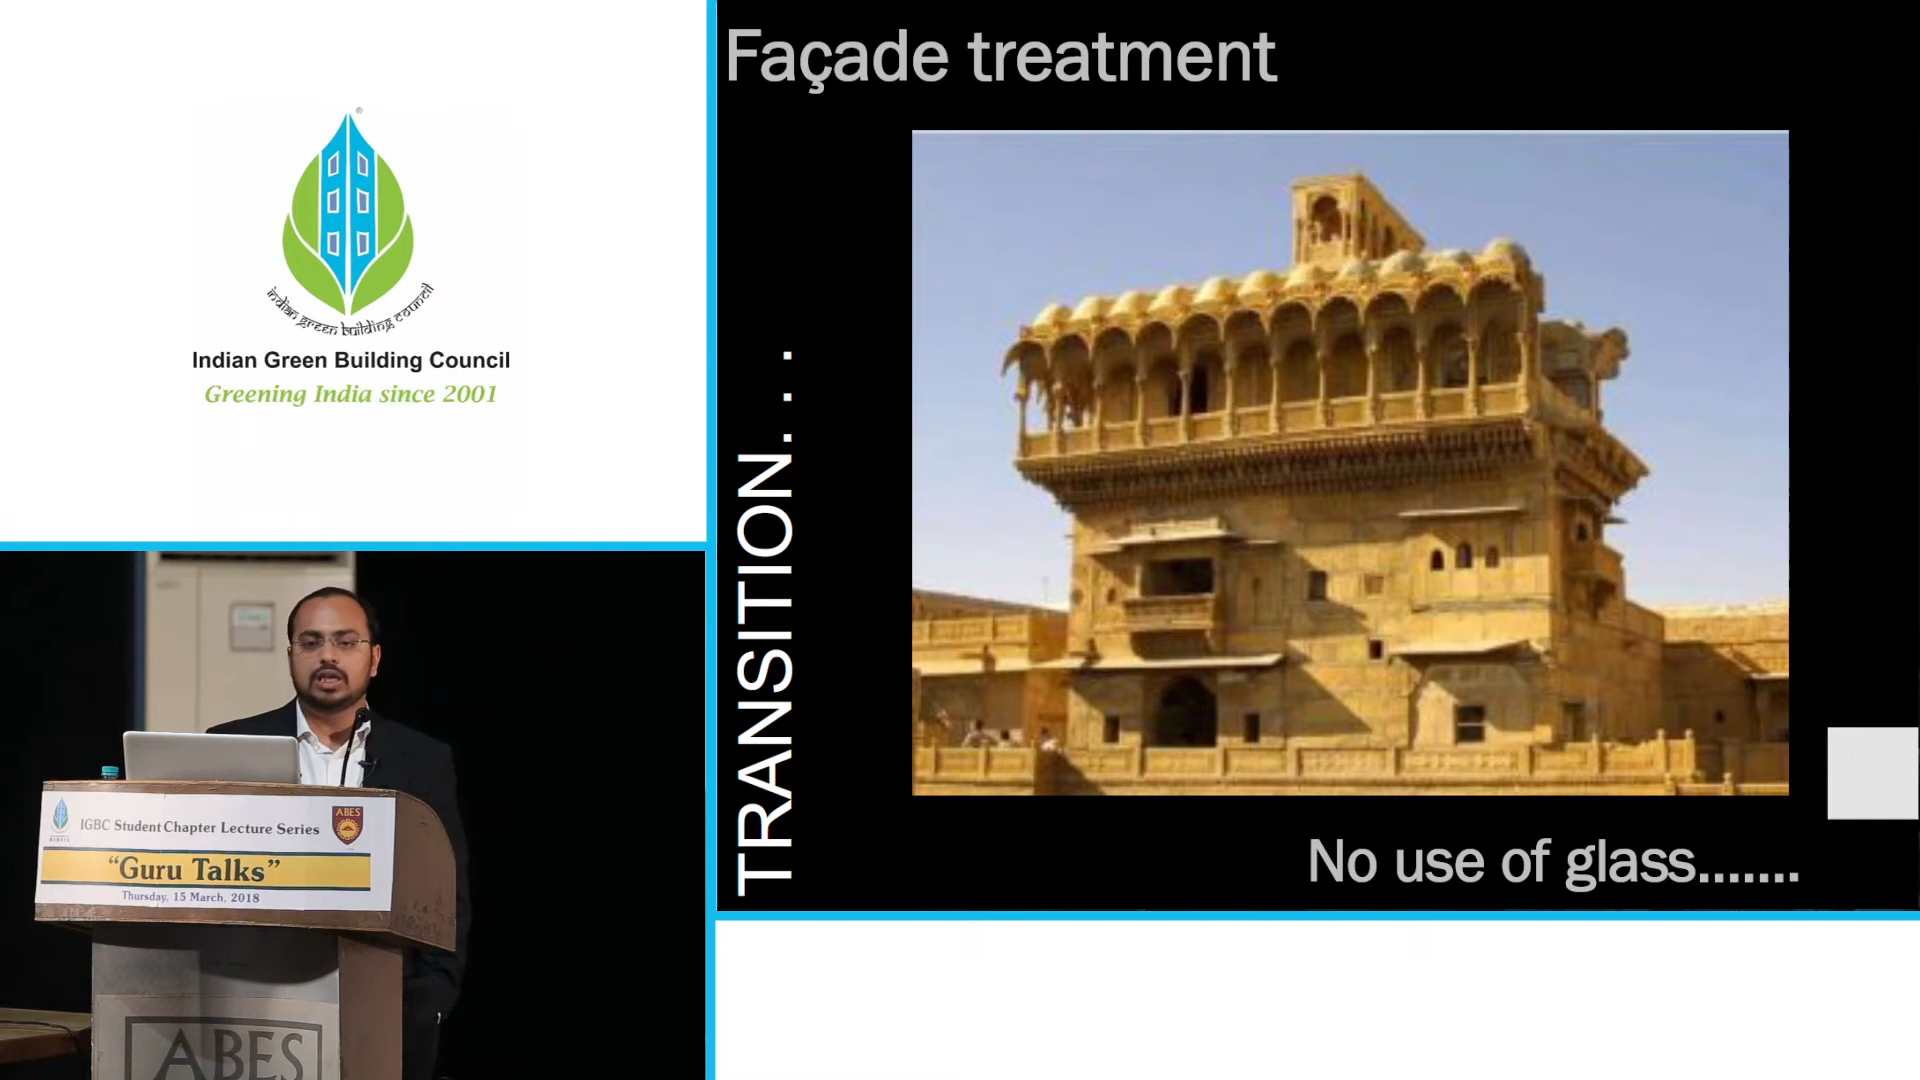 indian green building council
Indian Green Building Council
Greening India since 2001
Façade treatment
TRANSITION. . .
No use of glass.......
IGBC Student Chapter Lecture Series
ABES
“Guru Talks”
Thursday, 15 March, 2018
ABES